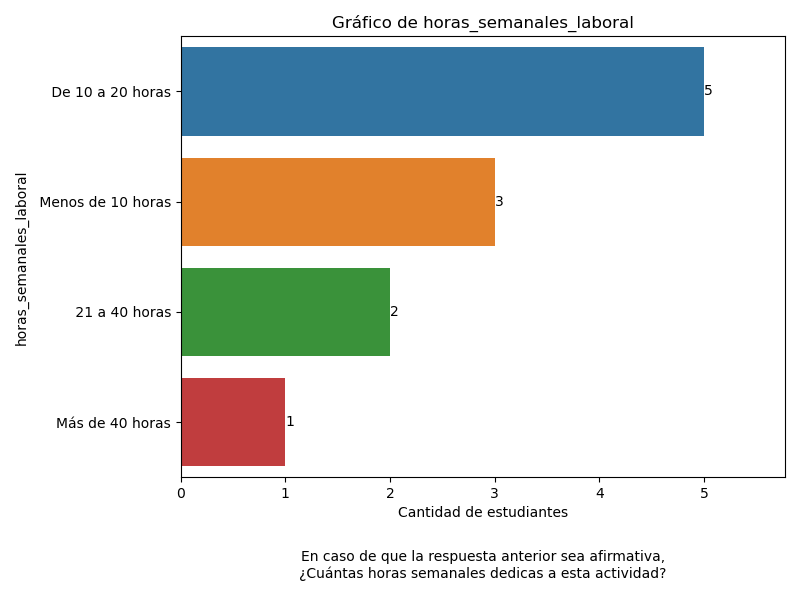 Gráfico de horas_semanales_laboral
De 10 a 20 horas
5
Menos de 10 horas
3
21 a 40 horas
2
Más de 40 horas
1
horas_semanales_laboral
0 1 2 3 4 5
Cantidad de estudiantes
En caso de que la respuesta anterior sea afirmativa,
¿Cuántas horas semanales dedicas a esta actividad?